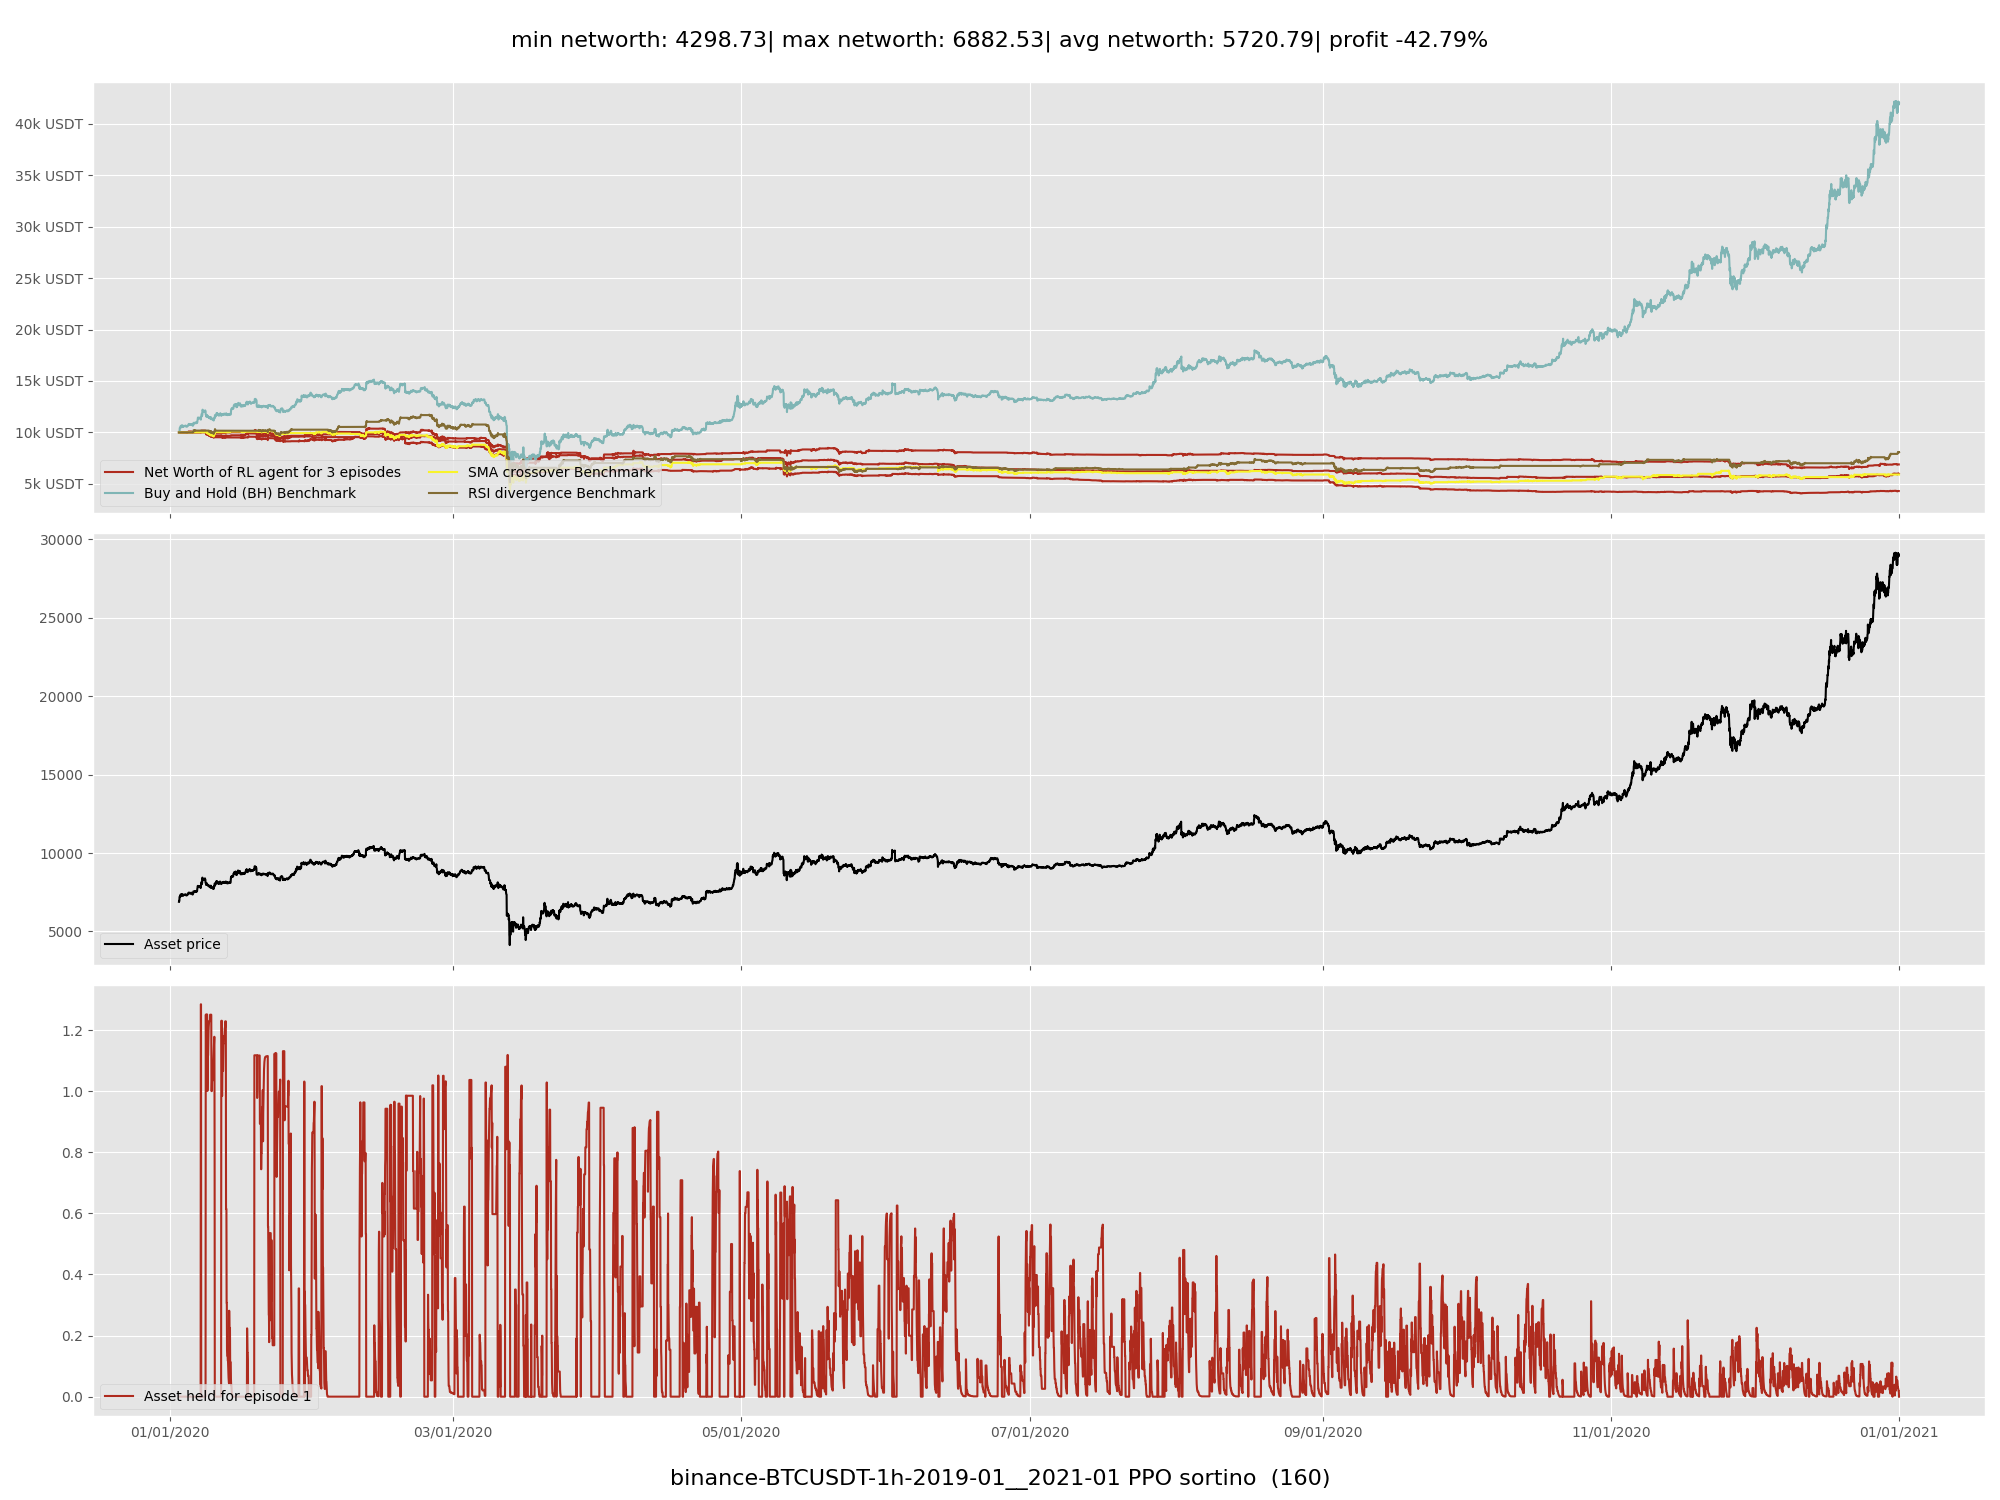 min networth: 4298.73| max networth: 6882.53| avg networth: 5720.79| profit -42.79%
40k USDT
35k USDT
30k USDT
25k USDT
20k USDT
15k USDT
10k USDT
5k USDT
Net Worth of RL agent for 3 episodes
Buy and Hold (BH) Benchmark
SMA crossover Benchmark
RSI divergence Benchmark
30000
25000
20000
15000
10000
5000
Asset price
1.2
1.0
0.8
0.6
0.4
0.2
0.0
Asset held for episode 1
01/01/2020 03/01/2020 05/01/2020 07/01/2020 09/01/2020 11/01/2020 01/01/2021
binance-BTCUSDT-1h-2019-01__2021-01 PPO sortino (160)